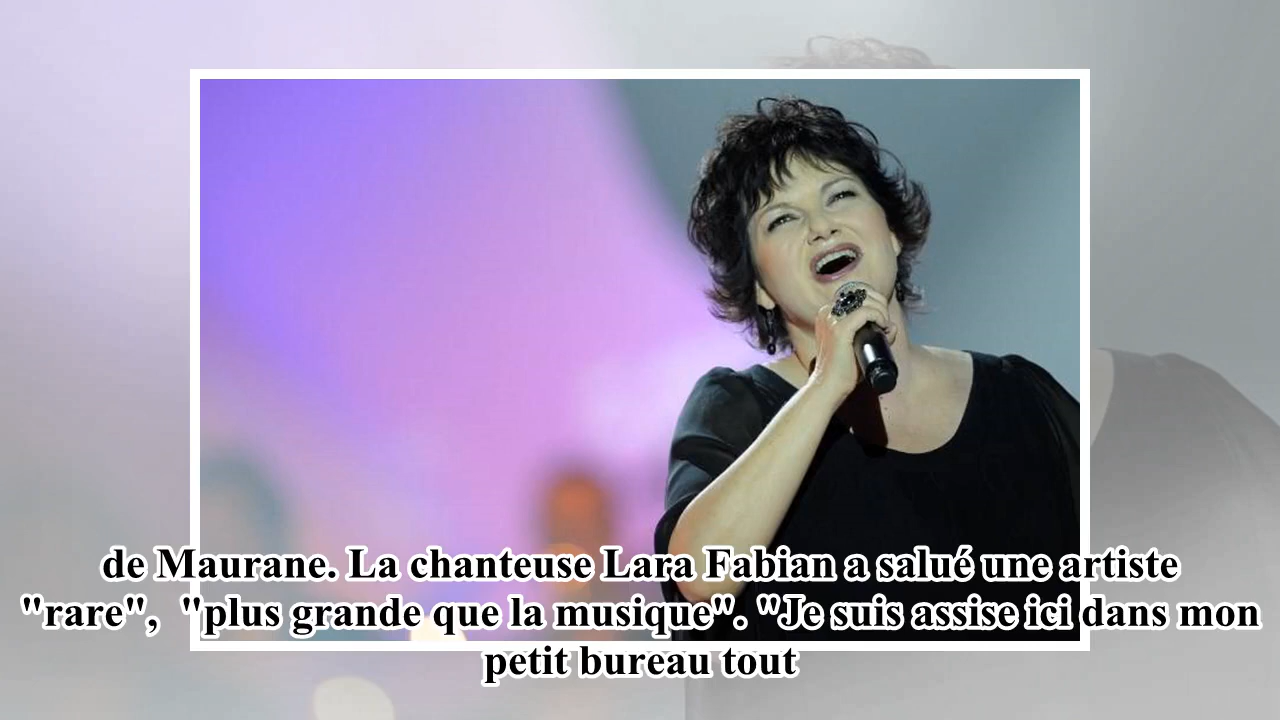 de Maurane. La chanteuse Lara Fabian a salué une artiste
"rare",  "plus grande que la musique". "Je suis assise ici dans mon
petit bureau tout